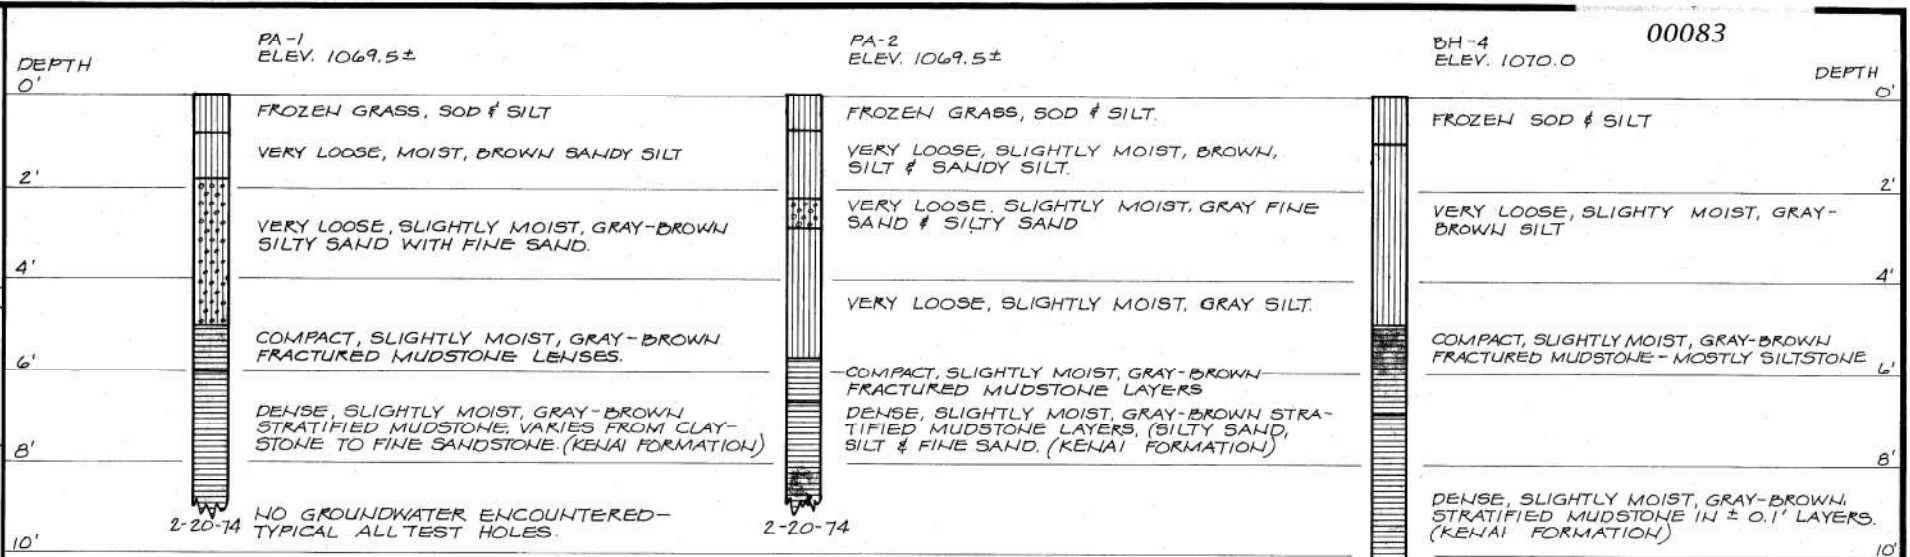 00083
DEPTH
0'
2'
4'
6'
8'
10'
PA-1
ELEV. 1069.5±
FROZEN GRASS, SOD & SILT
VERY LOOSE, MOIST, BROWN SANDY SILT
VERY LOOSE, SLIGHTLY MOIST, GRAY-BROWN
SILTY SAND WITH FINE SAND.
COMPACT, SLIGHTLY MOIST, GRAY-BROWN
FRACTURED MUDSTONE LENSES.
DENSE, SLIGHTLY MOIST, GRAY-BROWN
STRATIFIED MUDSTONE, VARIES FROM CLAY-
STONE TO FINE SANDSTONE. (KENAI FORMATION)
2-20-74
NO GROUNDWATER ENCOUNTERED-
TYPICAL ALL TEST HOLES.
PA-2
ELEV. 1069.5±
FROZEN GRASS, SOD & SILT.
VERY LOOSE, SLIGHTLY MOIST, BROWN,
SILT & SANDY SILT.
VERY LOOSE, SLIGHTLY MOIST, GRAY FINE
SAND & SILTY SAND
VERY LOOSE, SLIGHTLY MOIST, GRAY SILT.
COMPACT, SLIGHTLY MOIST, GRAY-BROWN
FRACTURED MUDSTONE LAYERS
DENSE, SLIGHTLY MOIST, GRAY-BROWN STRA-
TIFIED MUDSTONE LAYERS, (SILTY SAND,
SILT & FINE SAND. (KENAI FORMATION)
2-20-74
BH-4
ELEV. 1070.0
FROZEN SOD & SILT
VERY LOOSE, SLIGHTY MOIST, GRAY-
BROWN SILT
COMPACT, SLIGHTLY MOIST, GRAY-BROWN
FRACTURED MUDSTONE-MOSTLY SILTSTONE
DENSE, SLIGHTLY MOIST, GRAY-BROWN,
STRATIFIED MUDSTONE IN ± 0.1' LAYERS.
(KENAI FORMATION)
DEPTH
0'
2'
4'
6'
8'
10'